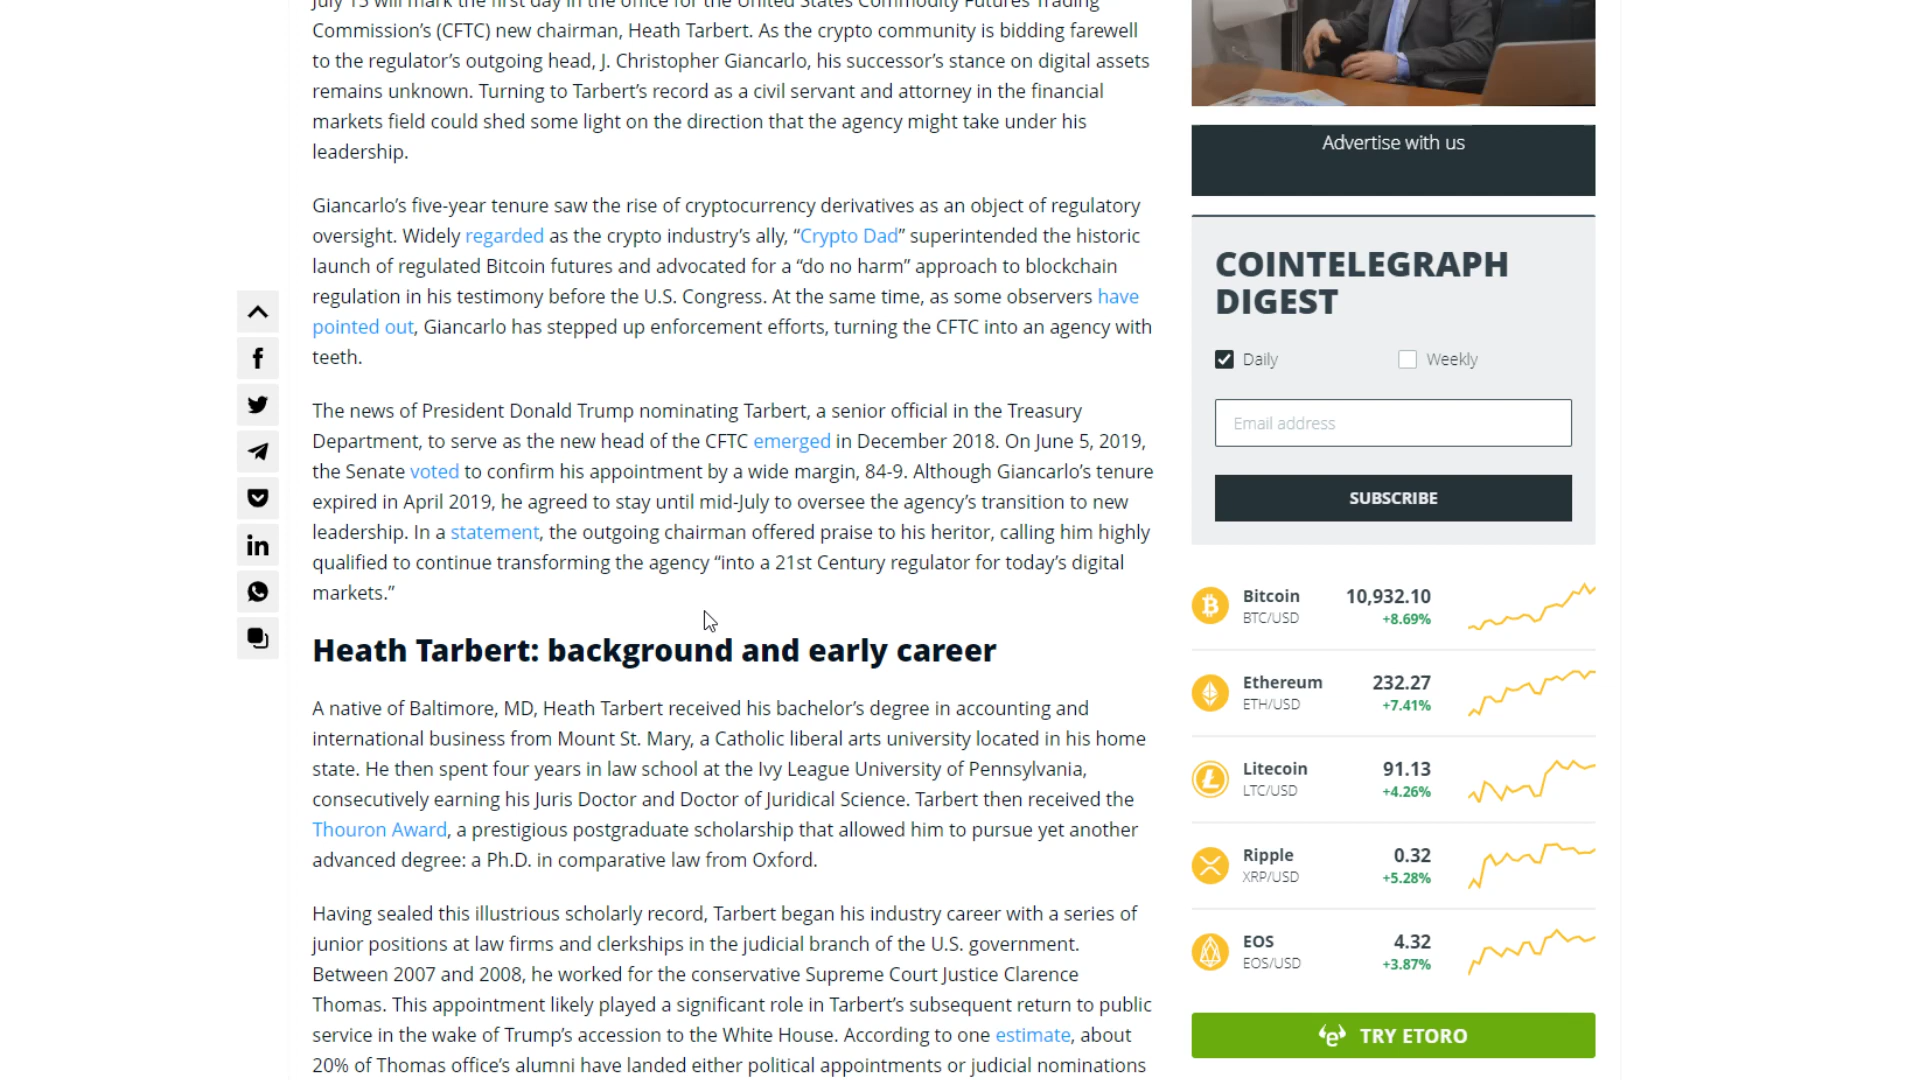 July 15 will mark the first day in the office for the United States Commodity Futures Trading
Commission’s (CFTC) new chairman, Heath Tarbert. As the crypto community is bidding farewell
to the regulator’s outgoing head, J. Christopher Giancarlo, his successor’s stance on digital assets
remains unknown. Turning to Tarbert’s record as a civil servant and attorney in the financial
markets field could shed some light on the direction that the agency might take under his
leadership.
Giancarlo’s five-year tenure saw the rise of cryptocurrency derivatives as an object of regulatory
oversight. Widely regarded as the crypto industry’s ally, “Crypto Dad” superintended the historic
launch of regulated Bitcoin futures and advocated for a “do no harm” approach to blockchain
regulation in his testimony before the U.S. Congress. At the same time, as some observers have
pointed out, Giancarlo has stepped up enforcement efforts, turning the CFTC into an agency with
teeth.
The news of President Donald Trump nominating Tarbert, a senior official in the Treasury
Department, to serve as the new head of the CFTC emerged in December 2018. On June 5, 2019,
the Senate voted to confirm his appointment by a wide margin, 84-9. Although Giancarlo’s tenure
expired in April 2019, he agreed to stay until mid-July to oversee the agency’s transition to new
leadership. In a statement, the outgoing chairman offered praise to his heritor, calling him highly
qualified to continue transforming the agency “into a 21st Century regulator for today’s digital
markets.”
Heath Tarbert: background and early career
A native of Baltimore, MD, Heath Tarbert received his bachelor’s degree in accounting and
international business from Mount St. Mary, a Catholic liberal arts university located in his home
state. He then spent four years in law school at the Ivy League University of Pennsylvania,
consecutively earning his Juris Doctor and Doctor of Juridical Science. Tarbert then received the
Thouron Award, a prestigious postgraduate scholarship that allowed him to pursue yet another
advanced degree: a Ph.D. in comparative law from Oxford.
Having sealed this illustrious scholarly record, Tarbert began his industry career with a series of
junior positions at law firms and clerkships in the judicial branch of the U.S. government.
Between 2007 and 2008, he worked for the conservative Supreme Court Justice Clarence
Thomas. This appointment likely played a significant role in Tarbert’s subsequent return to public
service in the wake of Trump’s accession to the White House. According to one estimate, about
20% of Thomas office’s alumni have landed either political appointments or judicial nominations
Advertise with us
COINTELEGRAPH
DIGEST
Daily Weekly
Email address
SUBSCRIBE
Bitcoin 10,932.10
BTC/USD +8.69%
Ethereum 232.27
ETH/USD +7.41%
Litecoin 91.13
LTC/USD +4.26%
Ripple 0.32
XRP/USD +5.28%
EOS 4.32
EOS/USD +3.87%
TRY ETORO